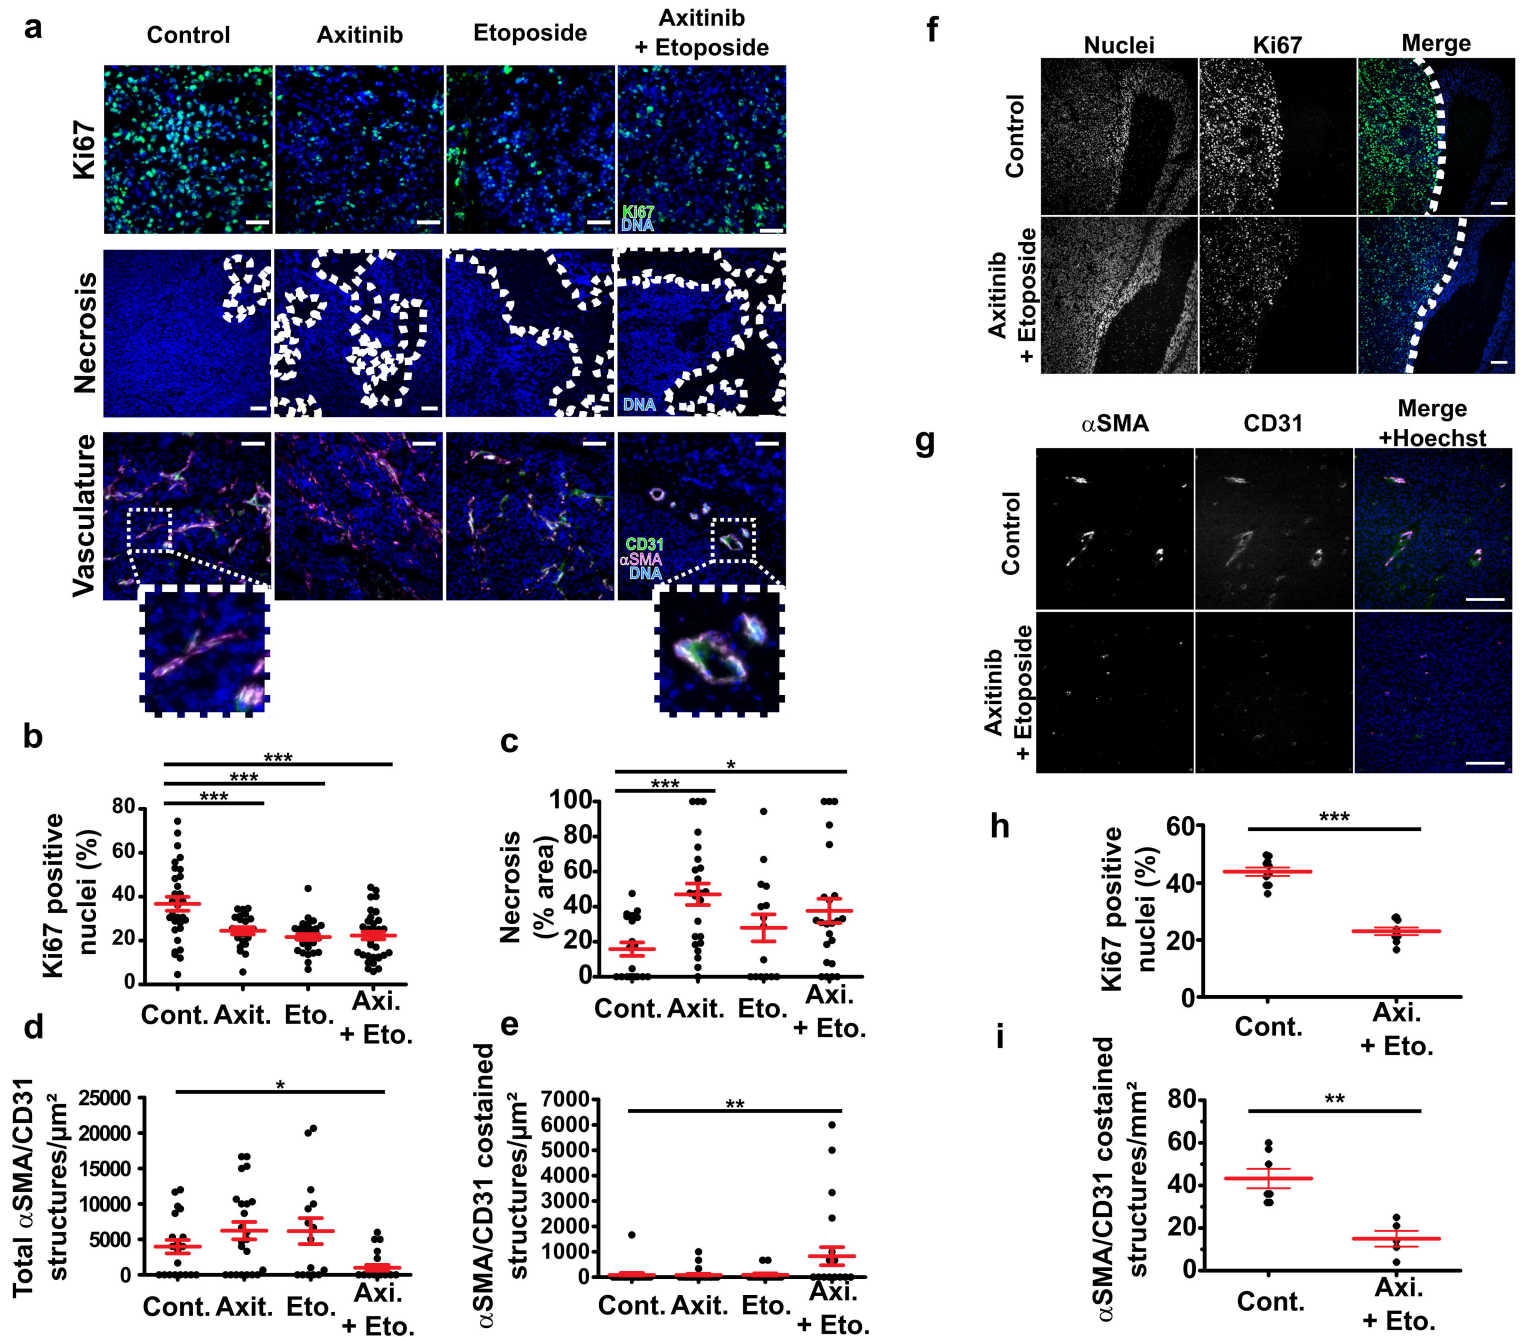 a
Control
Axitinib
Etoposide
Axitinib
+ Etoposide
Ki67
Ki67
DNA
Necrosis
DNA
Vasculature
CD31
αSMA
DNA
b
***
***
***
Ki67 positive
nuclei (%)
80
60
40
20
0
Cont.
Axit.
Eto.
Axi.
+ Eto.
c
*
***
Necrosis
(% area)
100
80
60
40
20
0
Cont.
Axit.
Eto.
Axi.
+ Eto.
d
*
Total αSMA/CD31
structures/µm²
25000
20000
15000
10000
5000
0
Cont.
Axit.
Eto.
Axi.
+ Eto.
e
**
αSMA/CD31 costained
structures/µm²
7000
6000
5000
4000
3000
2000
1000
0
Cont.
Axit.
Eto.
Axi.
+ Eto.
f
Nuclei
Ki67
Merge
Control
Axitinib
+ Etoposide
g
αSMA
CD31
Merge
+Hoechst
Control
Axitinib
+ Etoposide
h
***
Ki67 positive
nuclei (%)
60
40
20
0
Cont.
Axi.
+ Eto.
i
**
αSMA/CD31 costained
structures/mm²
80
60
40
20
0
Cont.
Axi.
+ Eto.